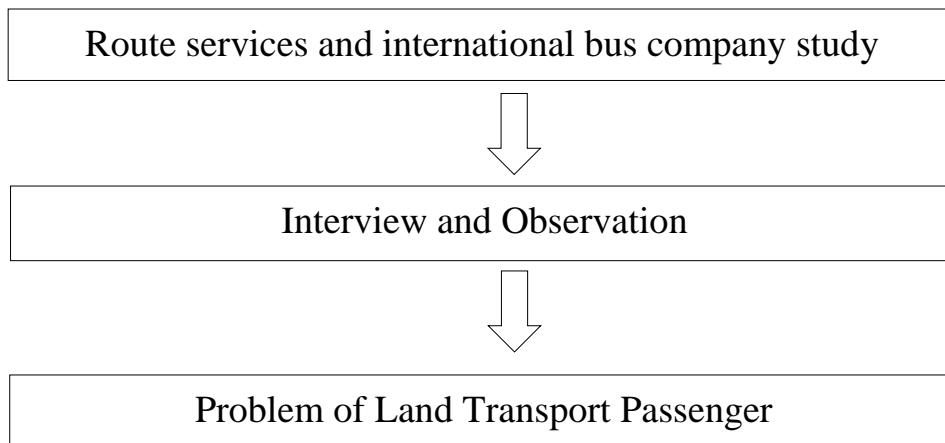 Route services and international bus company study
Interview and Observation
Problem of Land Transport Passenger